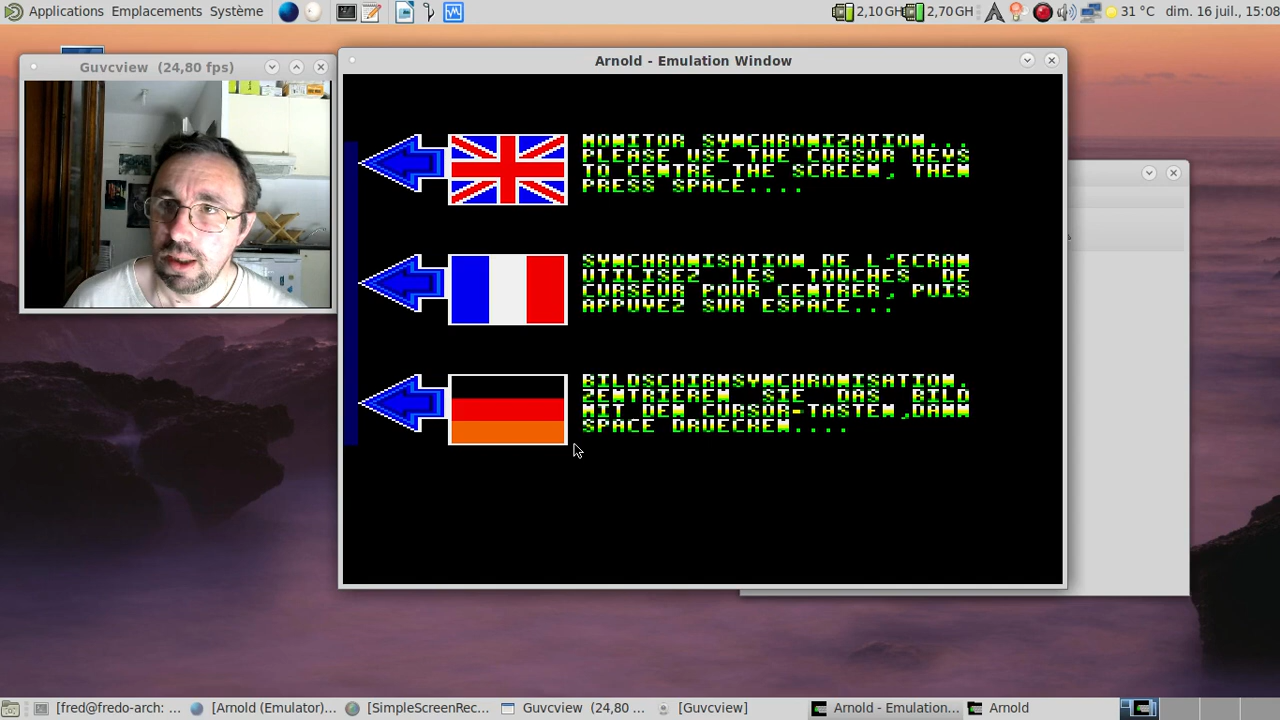 Applications Emplacements Système
2,10 GH 2,70 GH 31 °C dim. 16 juil., 15:08
Guvcview (24,80 fps)
Arnold - Emulation Window
MONITOR SYNCHRONIZATION...
PLEASE USE THE CURSOR KEYS
TO CENTRE THE SCREEN, THEN
PRESS SPACE....
SYNCHRONISATION DE L'ECRAN
UTILISEZ LES TOUCHES DE
CURSEUR POUR CENTRER, PUIS
APPUYEZ SUR ESPACE...
BILDSCHIRMSYNCHRONISATION.
ZENTRIEREN SIE DAS BILD
MIT DEN CURSOR-TASTEN,DANN
SPACE DRUECKEN....
[fred@fredo-arch: ... [Arnold (Emulator)... [SimpleScreenRec... Guvcview (24,80 ... [Guvcview] Arnold - Emulation... Arnold